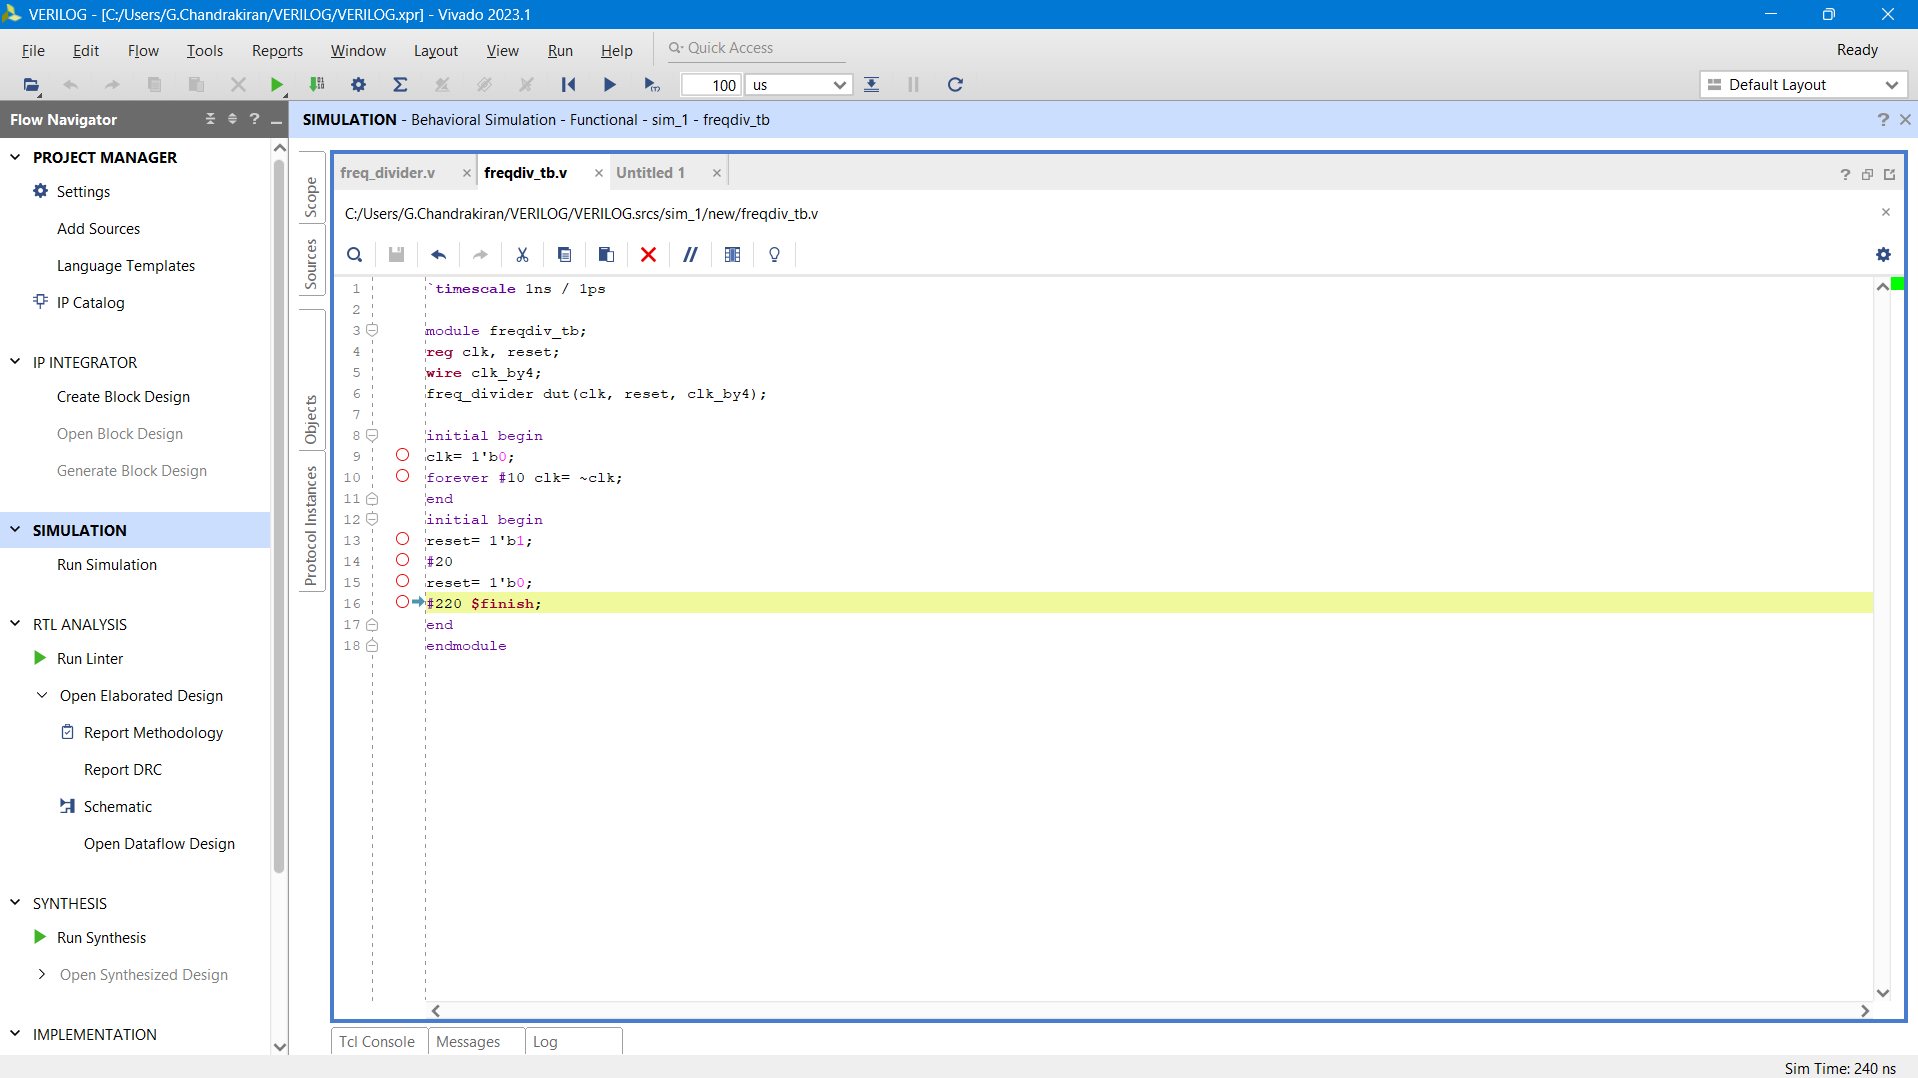 VERILOG - [C:/Users/G.Chandrakiran/VERILOG/VERILOG.xpr] - Vivado 2023.1
File Edit Flow Tools Reports Window Layout View Run Help Quick Access Ready
100 us Default Layout
Flow Navigator
PROJECT MANAGER
Settings
Add Sources
Language Templates
IP Catalog
IP INTEGRATOR
Create Block Design
Open Block Design
Generate Block Design
SIMULATION
Run Simulation
RTL ANALYSIS
Run Linter
Open Elaborated Design
Report Methodology
Report DRC
Schematic
Open Dataflow Design
SYNTHESIS
Run Synthesis
Open Synthesized Design
IMPLEMENTATION
SIMULATION - Behavioral Simulation - Functional - sim_1 - freqdiv_tb
Scope
Sources
Objects
Protocol Instances
freq_divider.v freqdiv_tb.v Untitled 1
C:/Users/G.Chandrakiran/VERILOG/VERILOG.srcs/sim_1/new/freqdiv_tb.v
1 `timescale 1ns / 1ps
2
3 module freqdiv_tb;
4 reg clk, reset;
5 wire clk_by4;
6 freq_divider dut(clk, reset, clk_by4);
7
8 initial begin
9 clk= 1'b0;
10 forever #10 clk= ~clk;
11 end
12 initial begin
13 reset= 1'b1;
14 #20
15 reset= 1'b0;
16 #220 $finish;
17 end
18 endmodule
Tcl Console Messages Log
Sim Time: 240 ns